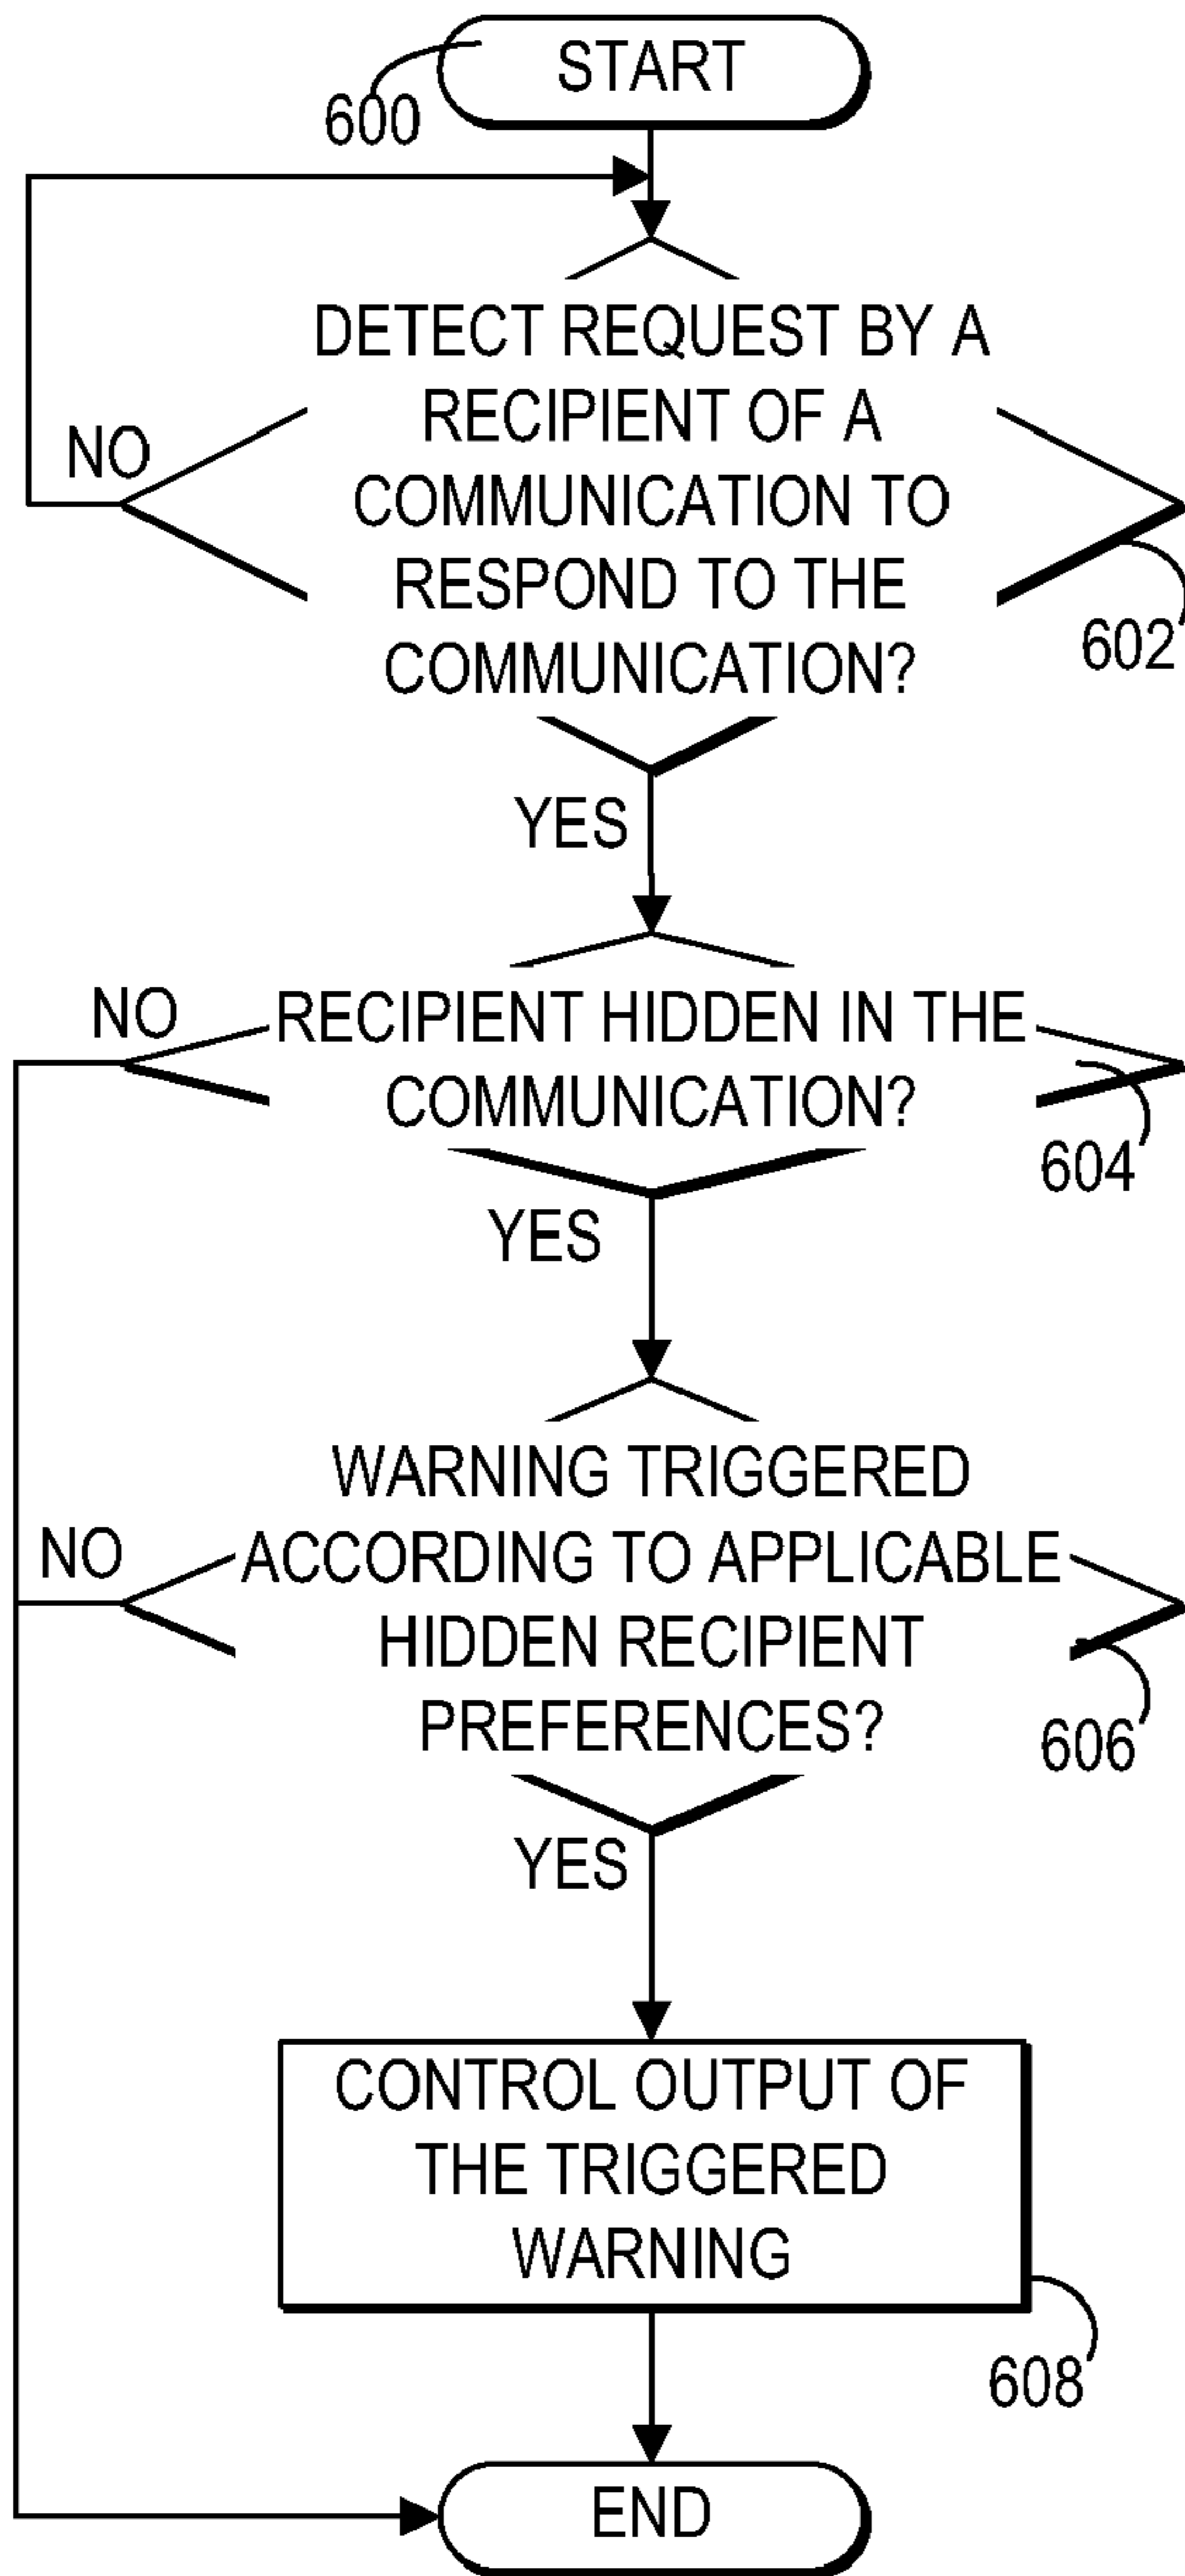 START
600
DETECT REQUEST BY A
RECIPIENT OF A
COMMUNICATION TO
RESPOND TO THE
COMMUNICATION?
NO
602
YES
NO
RECIPIENT HIDDEN IN THE
COMMUNICATION?
604
YES
WARNING TRIGGERED
NO
ACCORDING TO APPLICABLE
HIDDEN RECIPIENT
PREFERENCES?
606
YES
CONTROL OUTPUT OF
THE TRIGGERED
WARNING
608
END